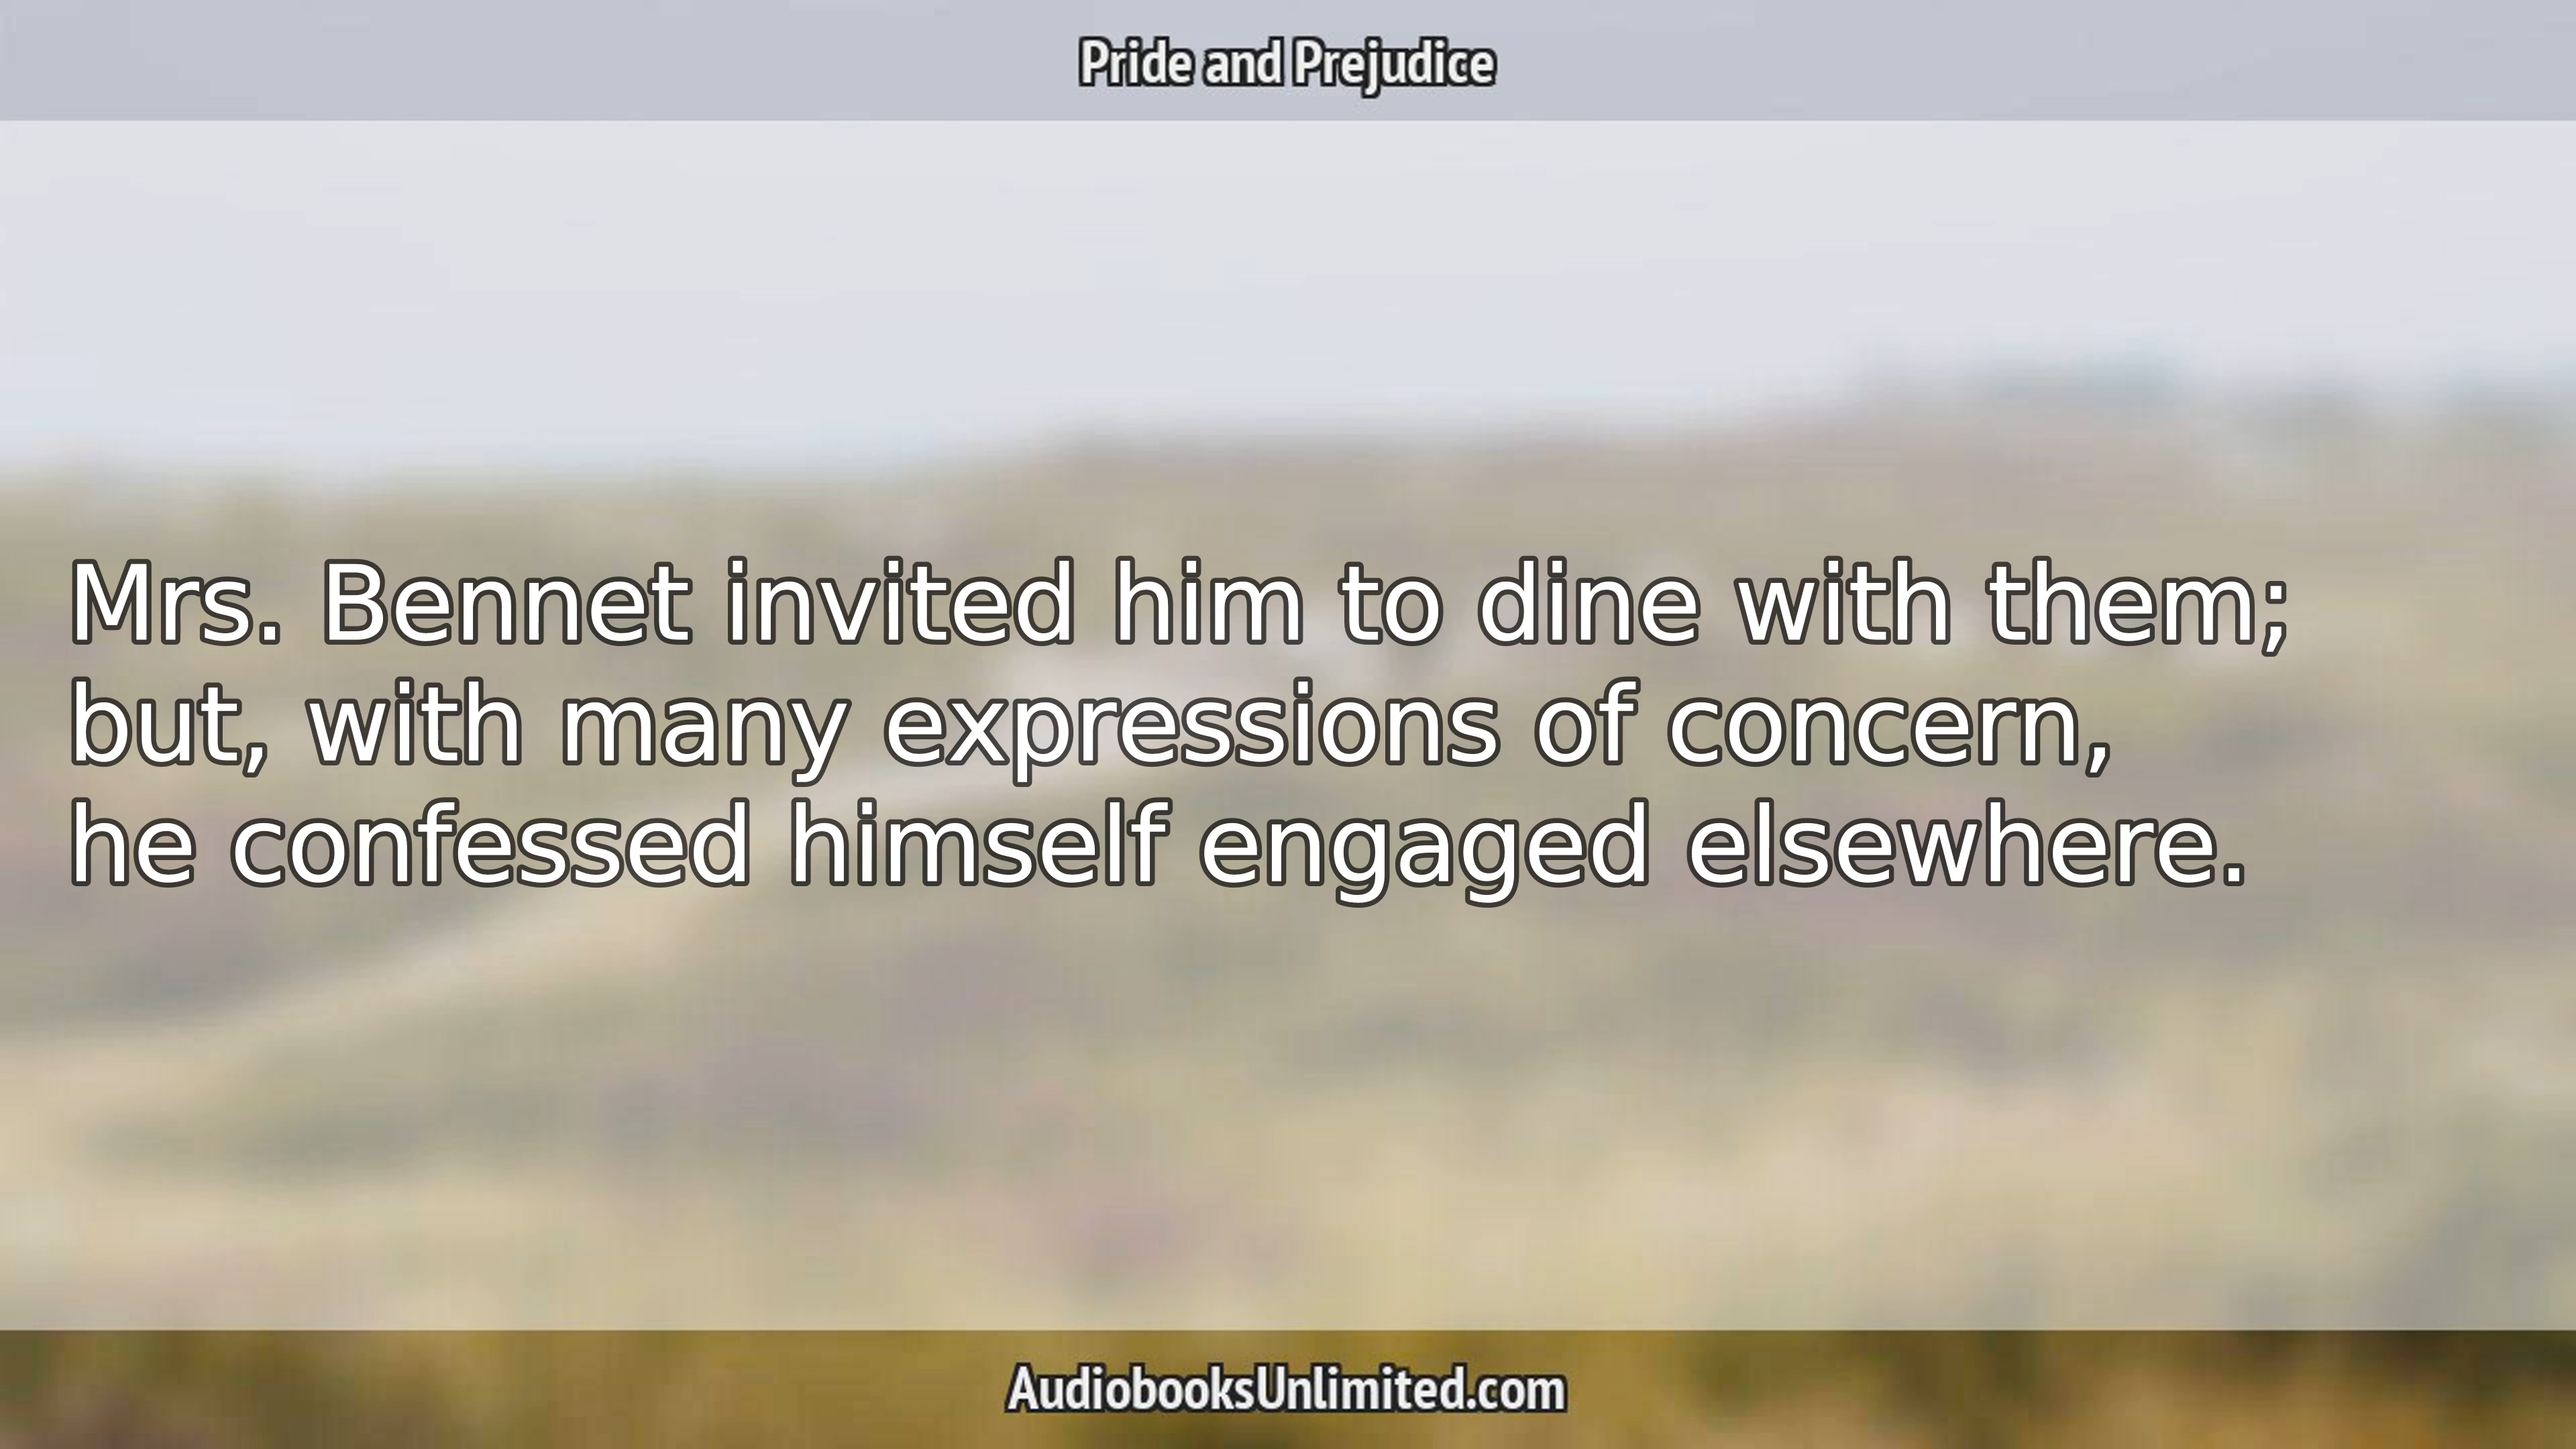 Pride and Prejudice
Mrs. Bennet invited him to dine with them;
but, with many expressions of concern,
he confessed himself engaged elsewhere.
AudiobooksUnlimited.com